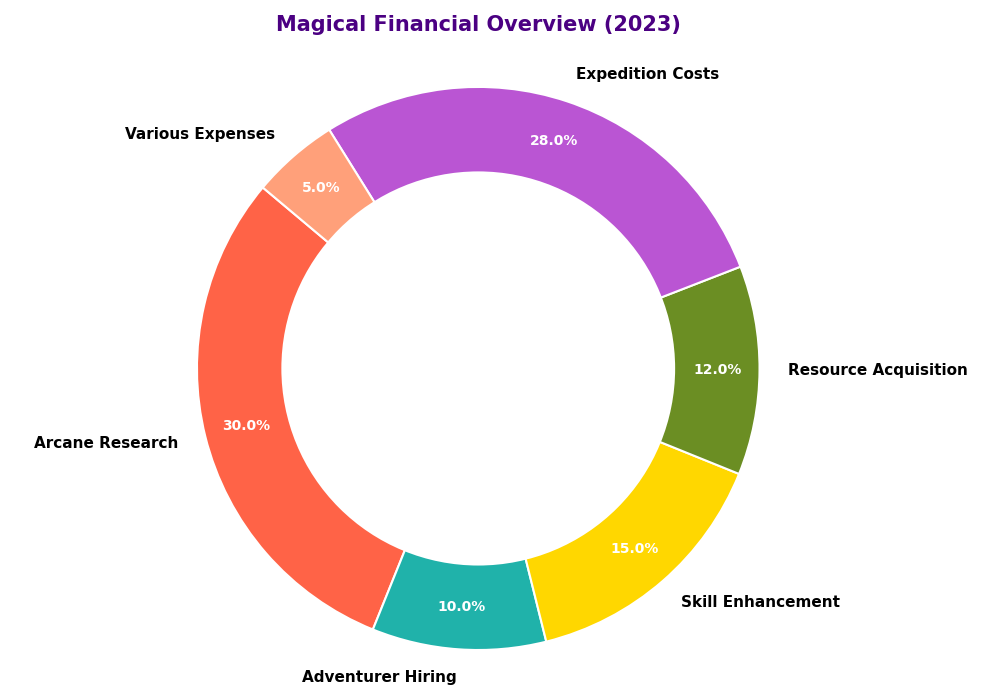 Magical Financial Overview (2023)
Expedition Costs
28.0%
Various Expenses
5.0%
Resource Acquisition
12.0%
Arcane Research
30.0%
Skill Enhancement
15.0%
Adventurer Hiring
10.0%